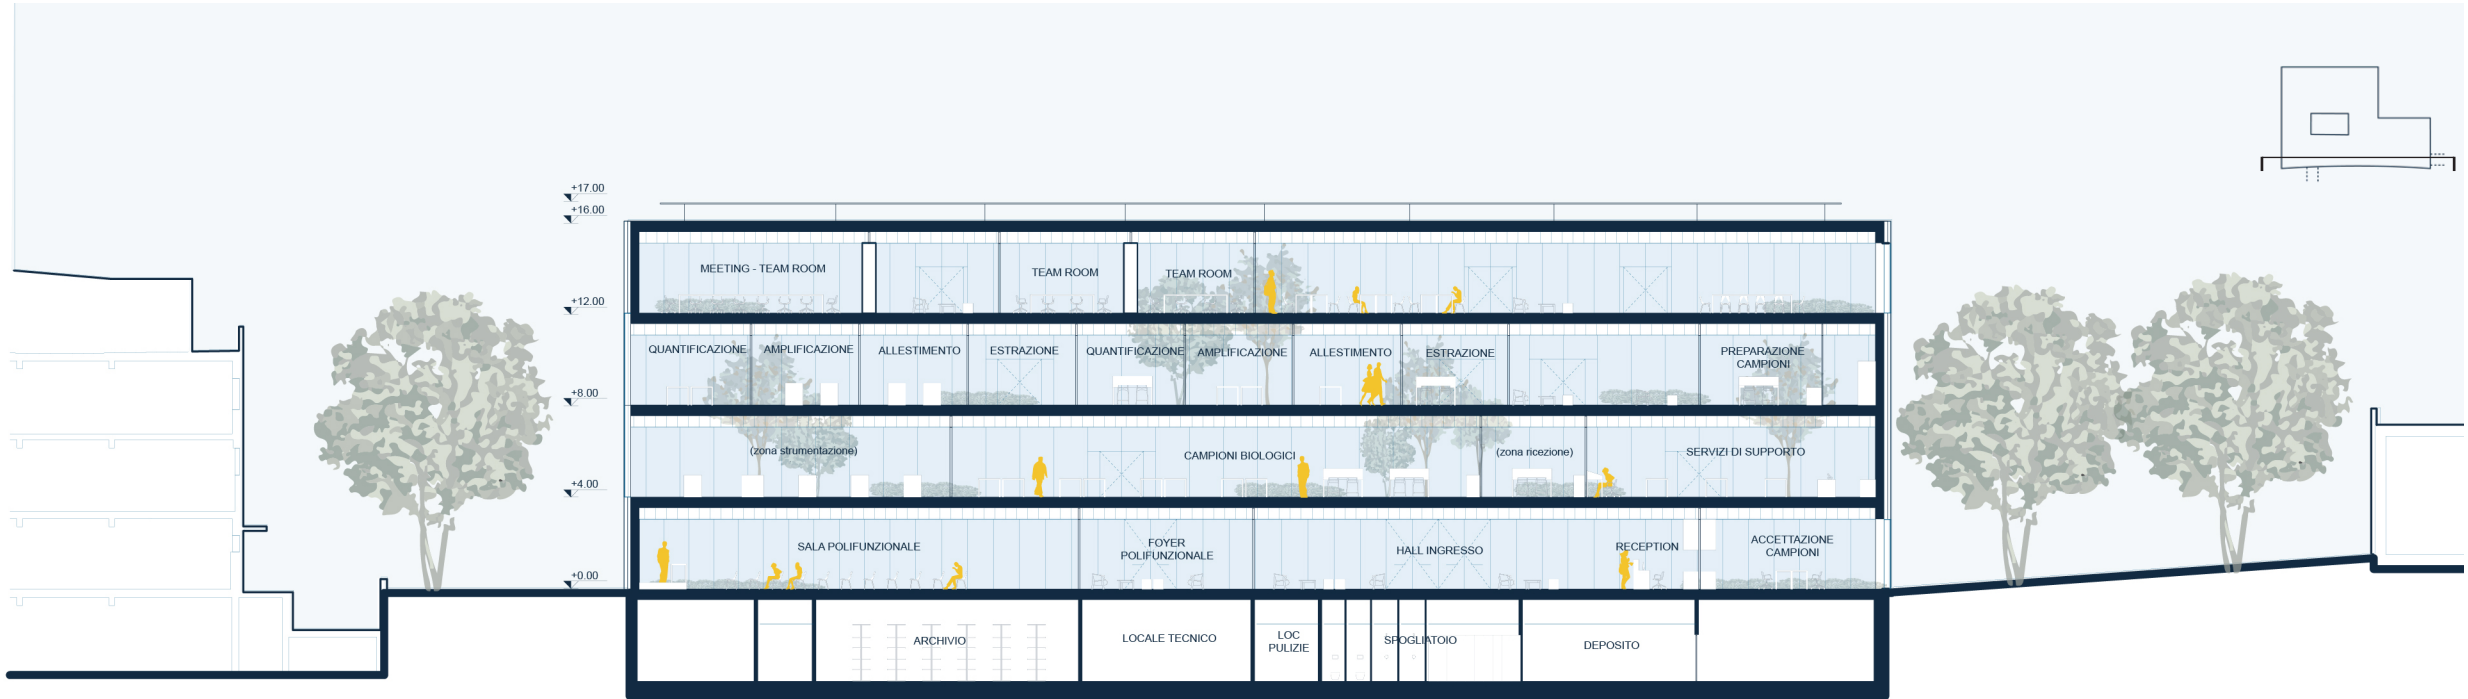 +17.00
+16.00
MEETING - TEAM ROOM
TEAM ROOM
TEAM ROOM
+12.00
QUANTIFICAZIONE
AMPLIFICAZIONE
ALLESTIMENTO
ESTRAZIONE
QUANTIFICAZIONE
AMPLIFICAZIONE
ALLESTIMENTO
ESTRAZIONE
PREPARAZIONE
CAMPIONI
+8.00
(zona strumentazione)
CAMPIONI BIOLOGICI
(zona ricezione)
SERVIZI DI SUPPORTO
+4.00
SALA POLIFUNZIONALE
FOYER
POLIFUNZIONALE
HALL INGRESSO
RECEPTION
ACCETTAZIONE
CAMPIONI
+0.00
ARCHIVIO
LOCALE TECNICO
LOC
PULIZIE
SPOGLIATOIO
DEPOSITO